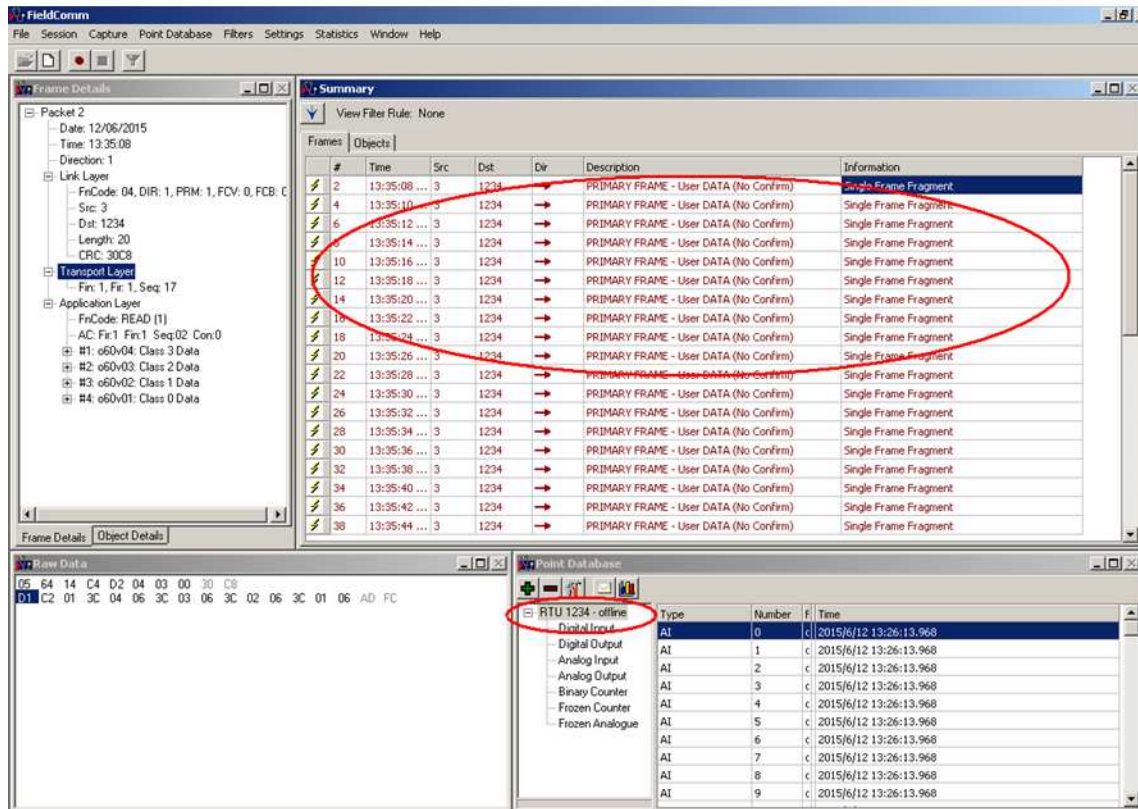 FieldComm
File Session Capture Point Database Filters Settings Statistics Window Help
Frame Details
Packet 2
Date: 12/06/2015
Time: 13:35:08
Direction: 1
Link Layer
FnCode: 04, DIR: 1, PRM: 1, FCV: 0, FCB:
Src: 3
Dst: 1234
Length: 20
CRC: 30C8
Transport Layer
Fin: 1, Fir: 1, Seq: 17
Application Layer
FnCode: READ (1)
AC: Fir:1 Fin:1 Seq:02 Con:0
#1: o60v04: Class 3 Data
#2: o60v03: Class 2 Data
#3: o60v02: Class 1 Data
#4: o60v01: Class 0 Data
Frame Details Object Details
Summary
View Filter Rule: None
Frames Objects
# Time Src Dst Dir Description Information
2 13:35:08 ... 3 1234 PRIMARY FRAME - User DATA (No Confirm) Single Frame Fragment
4 13:35:10 ... 3 1234 PRIMARY FRAME - User DATA (No Confirm) Single Frame Fragment
6 13:35:12 ... 3 1234 PRIMARY FRAME - User DATA (No Confirm) Single Frame Fragment
8 13:35:14 ... 3 1234 PRIMARY FRAME - User DATA (No Confirm) Single Frame Fragment
10 13:35:16 ... 3 1234 PRIMARY FRAME - User DATA (No Confirm) Single Frame Fragment
12 13:35:18 ... 3 1234 PRIMARY FRAME - User DATA (No Confirm) Single Frame Fragment
14 13:35:20 ... 3 1234 PRIMARY FRAME - User DATA (No Confirm) Single Frame Fragment
16 13:35:22 ... 3 1234 PRIMARY FRAME - User DATA (No Confirm) Single Frame Fragment
18 13:35:24 ... 3 1234 PRIMARY FRAME - User DATA (No Confirm) Single Frame Fragment
20 13:35:26 ... 3 1234 PRIMARY FRAME - User DATA (No Confirm) Single Frame Fragment
22 13:35:28 ... 3 1234 PRIMARY FRAME - User DATA (No Confirm) Single Frame Fragment
24 13:35:30 ... 3 1234 PRIMARY FRAME - User DATA (No Confirm) Single Frame Fragment
26 13:35:32 ... 3 1234 PRIMARY FRAME - User DATA (No Confirm) Single Frame Fragment
28 13:35:34 ... 3 1234 PRIMARY FRAME - User DATA (No Confirm) Single Frame Fragment
30 13:35:36 ... 3 1234 PRIMARY FRAME - User DATA (No Confirm) Single Frame Fragment
32 13:35:38 ... 3 1234 PRIMARY FRAME - User DATA (No Confirm) Single Frame Fragment
34 13:35:40 ... 3 1234 PRIMARY FRAME - User DATA (No Confirm) Single Frame Fragment
36 13:35:42 ... 3 1234 PRIMARY FRAME - User DATA (No Confirm) Single Frame Fragment
38 13:35:44 ... 3 1234 PRIMARY FRAME - User DATA (No Confirm) Single Frame Fragment
Raw Data
05 64 14 C4 D2 04 03 00 30 C8
D1 C2 01 3C 04 06 3C 03 06 3C 02 06 3C 01 06 AD FC
Point Database
RTU 1234 - offline
Digital Input
Digital Output
Analog Input
Analog Output
Binary Counter
Frozen Counter
Frozen Analogue
Type Number F Time
AI 0 c 2015/6/12 13:26:13.968
AI 1 c 2015/6/12 13:26:13.968
AI 2 c 2015/6/12 13:26:13.968
AI 3 c 2015/6/12 13:26:13.968
AI 4 c 2015/6/12 13:26:13.968
AI 5 c 2015/6/12 13:26:13.968
AI 6 c 2015/6/12 13:26:13.968
AI 7 c 2015/6/12 13:26:13.968
AI 8 c 2015/6/12 13:26:13.968
AI 9 c 2015/6/12 13:26:13.968